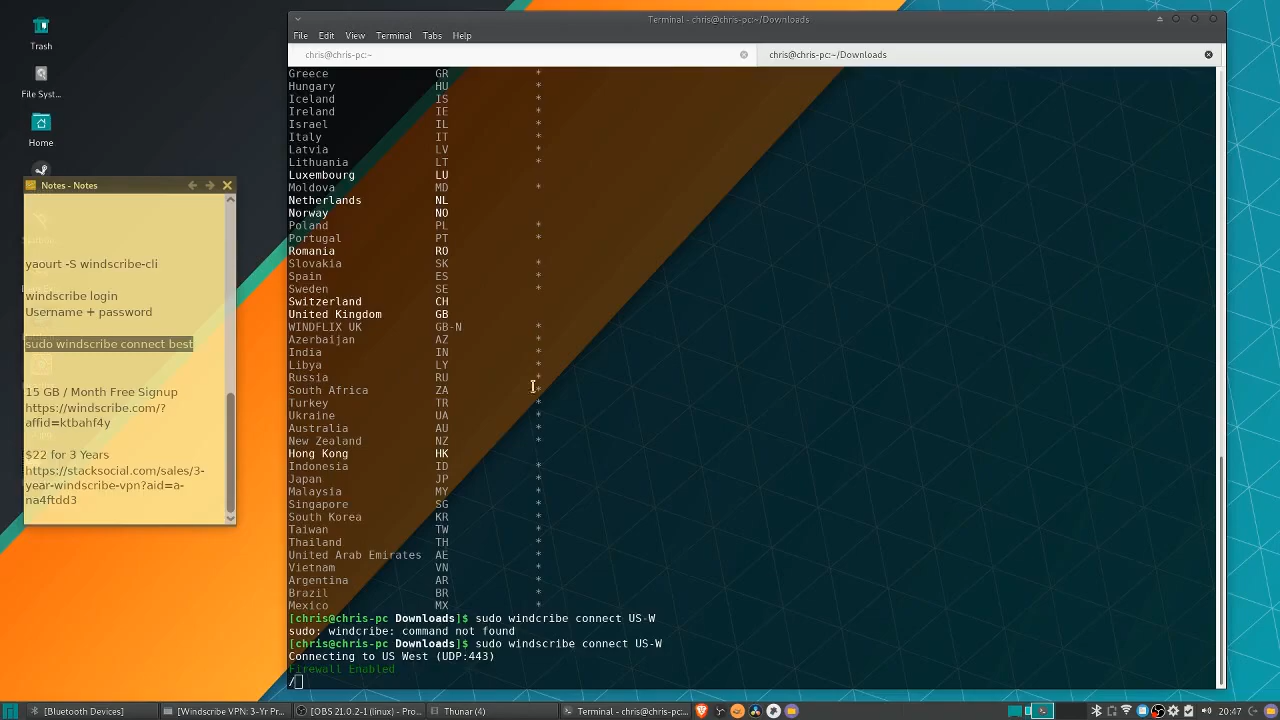 Terminal - chris@chris-pc:~/Downloads
File Edit View Terminal Tabs Help
chris@chris-pc:~
chris@chris-pc:~/Downloads
Trash
File Syst...
Home
Notes - Notes
yaourt -S windscribe-cli
windscribe login
Username + password
sudo windscribe connect best
15 GB / Month Free Signup
https://windscribe.com/?
affid=ktbahf4y
$22 for 3 Years
https://stacksocial.com/sales/3-
year-windscribe-vpn?aid=a-
na4ftdd3
Greece GR *
Hungary HU *
Iceland IS *
Ireland IE *
Israel IL *
Italy IT *
Latvia LV *
Lithuania LT *
Luxembourg LU
Moldova MD *
Netherlands NL
Norway NO
Poland PL *
Portugal PT *
Romania RO
Slovakia SK *
Spain ES *
Sweden SE *
Switzerland CH
United Kingdom GB
WINDFLIX UK GB-N *
Azerbaijan AZ *
India IN *
Libya LY *
Russia RU *
South Africa ZA *
Turkey TR *
Ukraine UA *
Australia AU *
New Zealand NZ *
Hong Kong HK
Indonesia ID *
Japan JP *
Malaysia MY *
Singapore SG *
South Korea KR *
Taiwan TW *
Thailand TH *
United Arab Emirates AE *
Vietnam VN *
Argentina AR *
Brazil BR *
Mexico MX *
[chris@chris-pc Downloads]$ sudo windcribe connect US-W
sudo: windcribe: command not found
[chris@chris-pc Downloads]$ sudo windscribe connect US-W
Connecting to US West (UDP:443)
Firewall Enabled
/
[Bluetooth Devices]
[Windscribe VPN: 3-Yr Pro...
[OBS 21.0.2-1 (linux) - Pro...
Thunar (4)
Terminal - chris@chris-pc:...
20:47